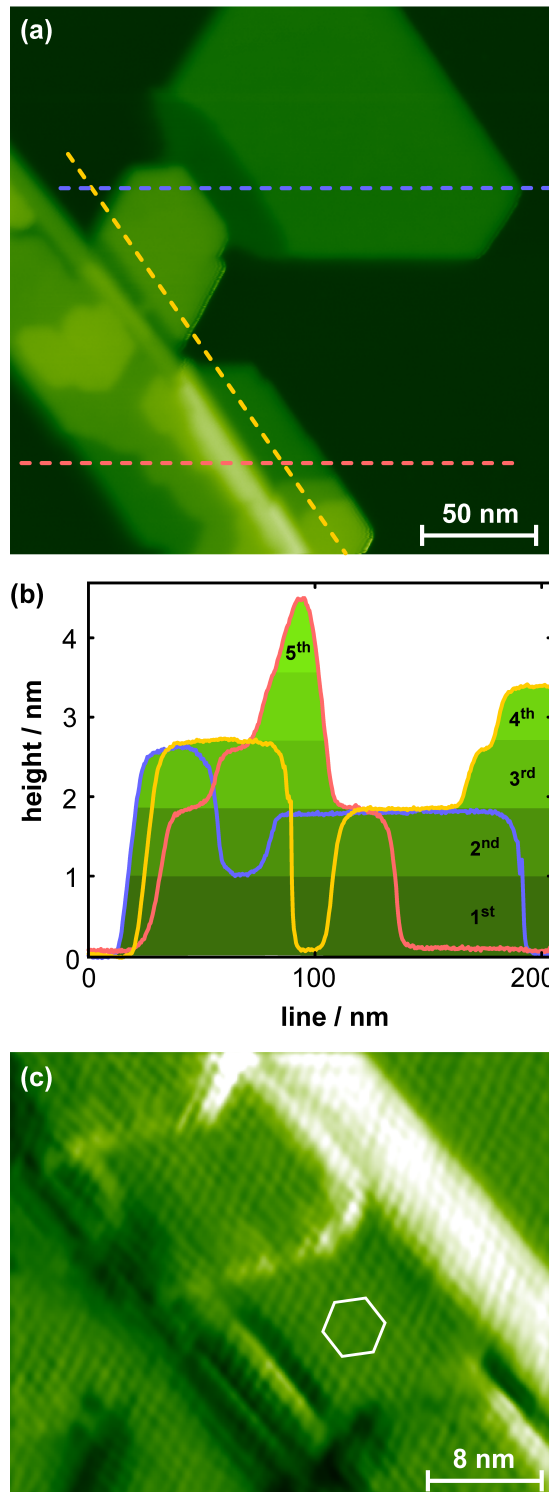 (a)
50 nm
(b)
4
3
2
1
0
height / nm
5th
4th
3rd
2nd
1st
0
100
200
line / nm
(c)
8 nm